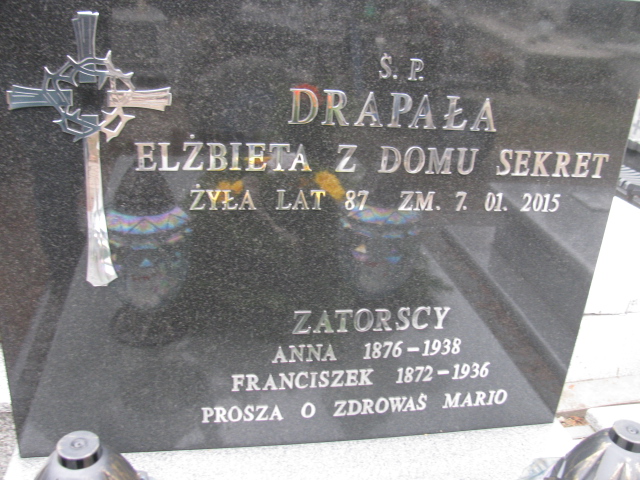 Ś. P.
DRAPAŁA
ELŻBIETA Z DOMU SEKRET
ŻYŁA LAT 87 ZM. 7. 01. 2015
ZATORSCY
ANNA 1876-1938
FRANCISZEK 1872-1936
PROSZA O ZDROWAŚ MARIO